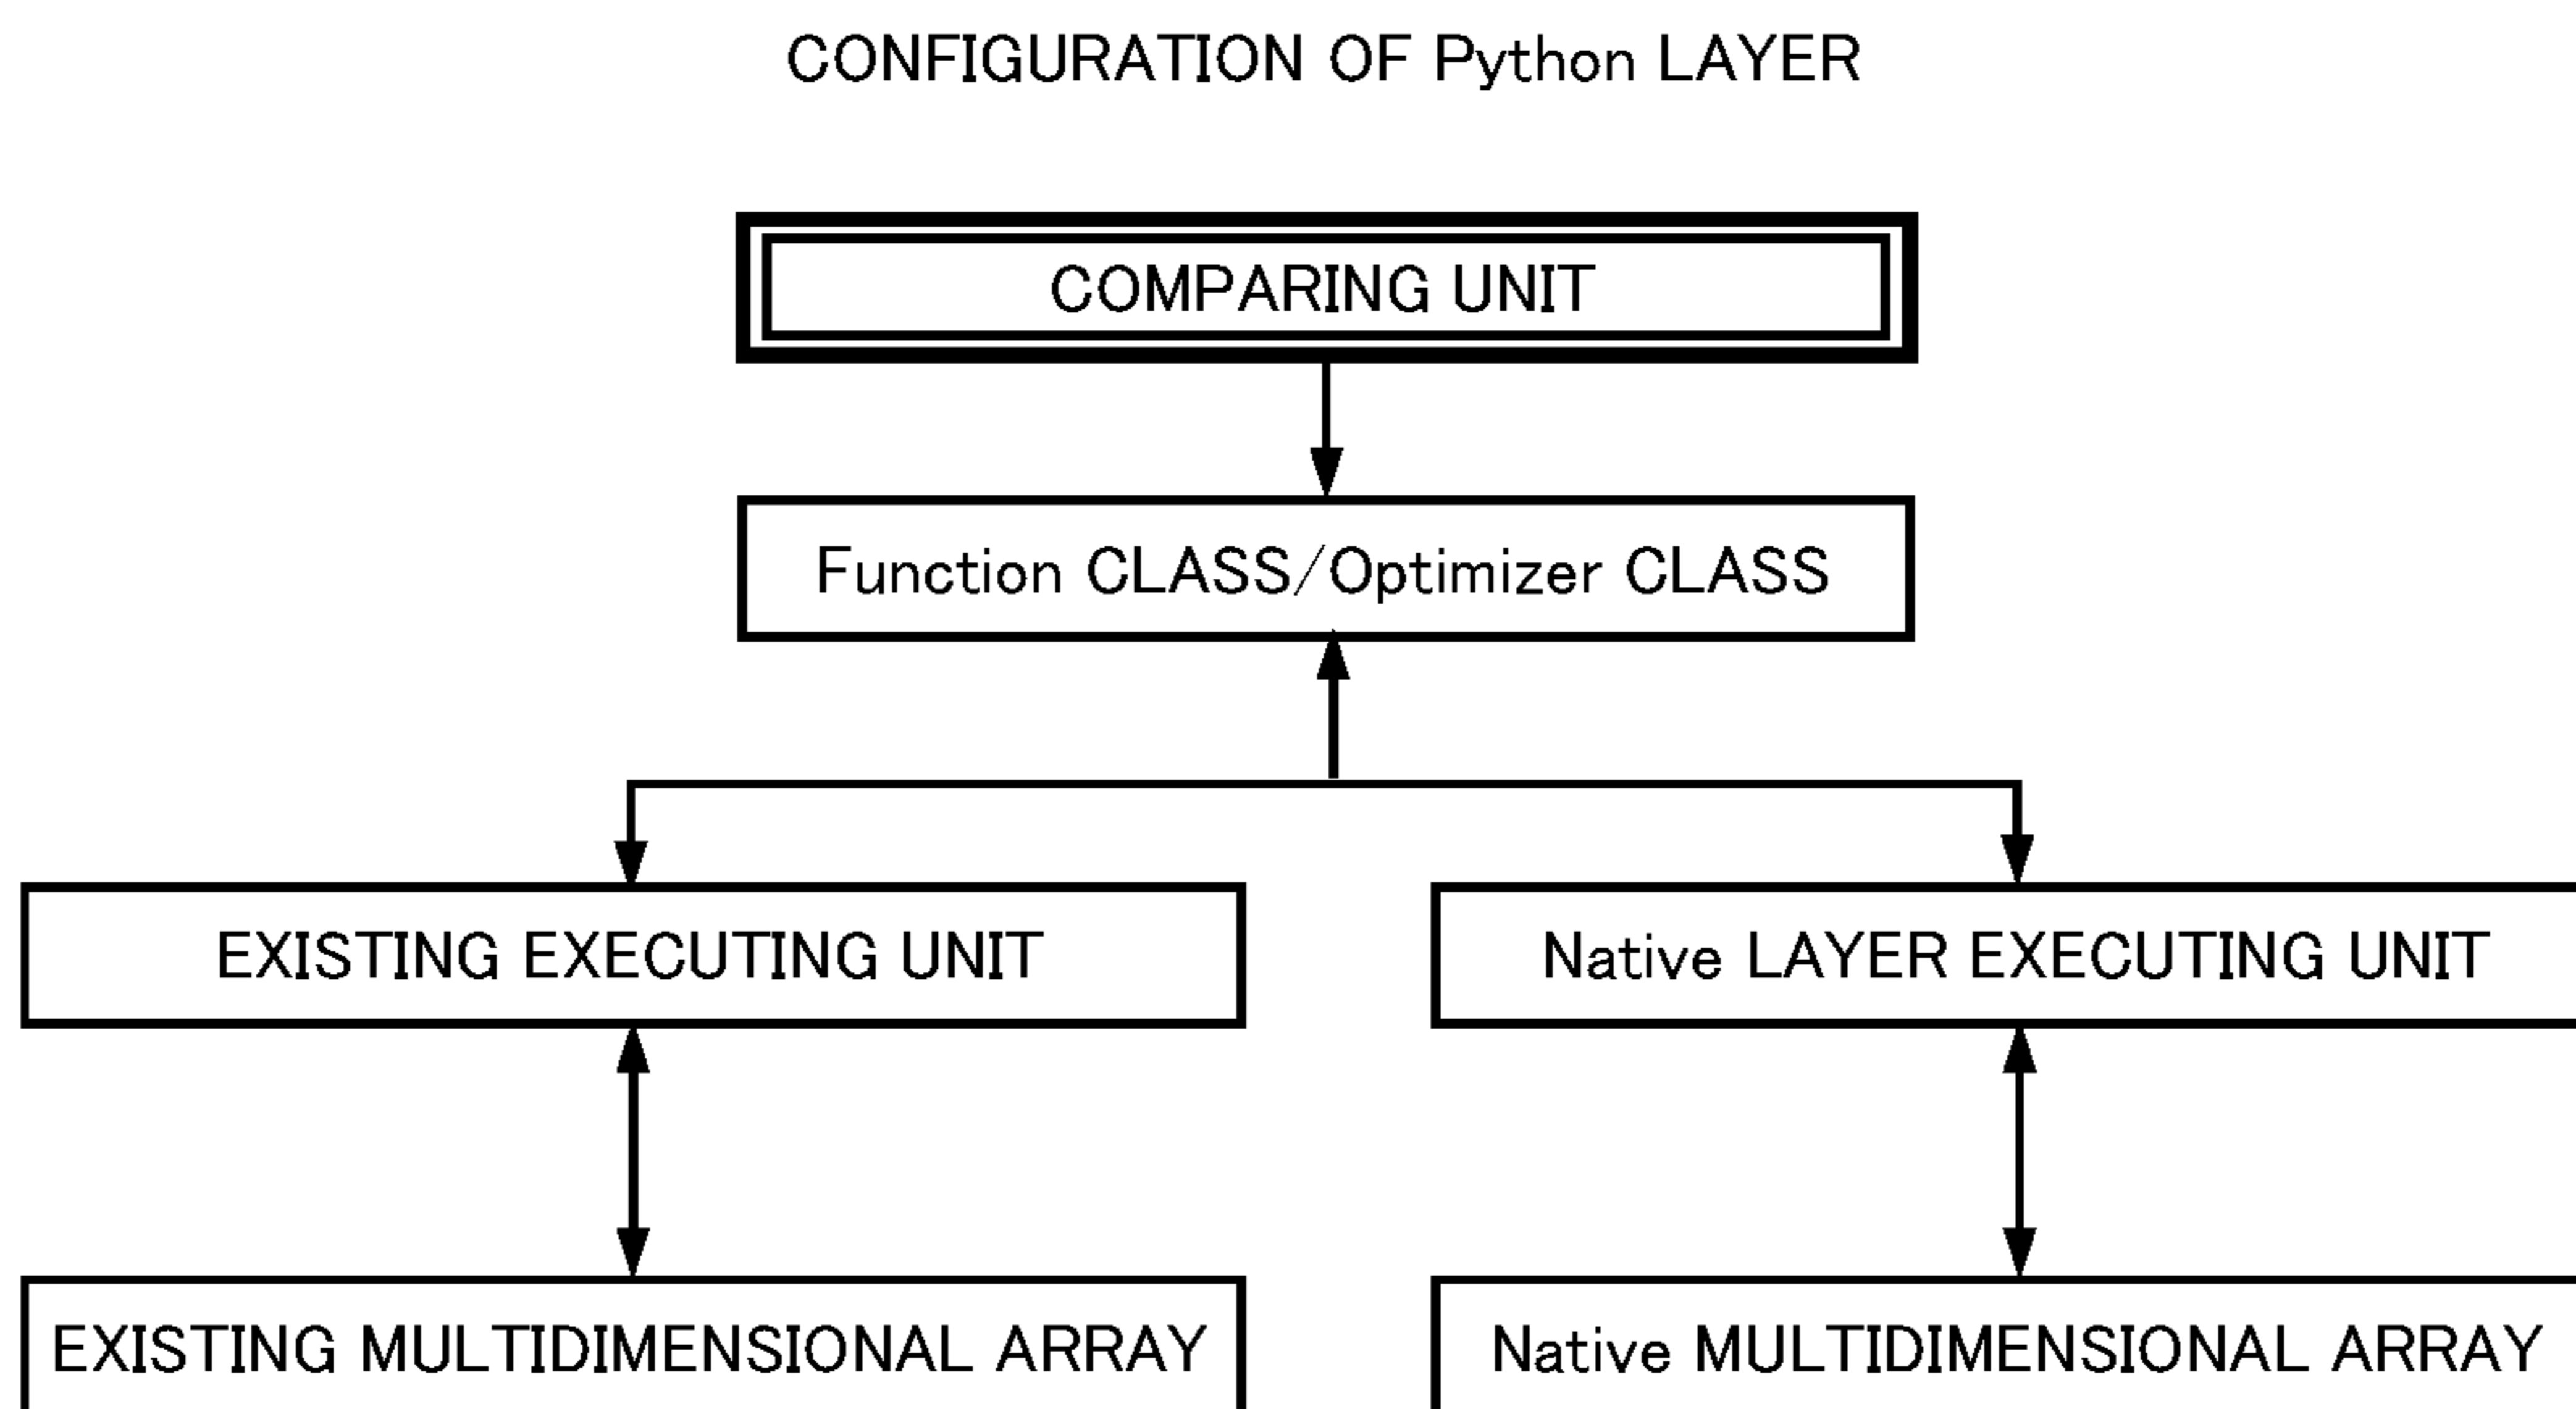 CONFIGURATION OF Python LAYER
COMPARING UNIT
Function CLASS/Optimizer CLASS
EXISTING EXECUTING UNIT
Native LAYER EXECUTING UNIT
EXISTING MULTIDIMENSIONAL ARRAY
Native MULTIDIMENSIONAL ARRAY